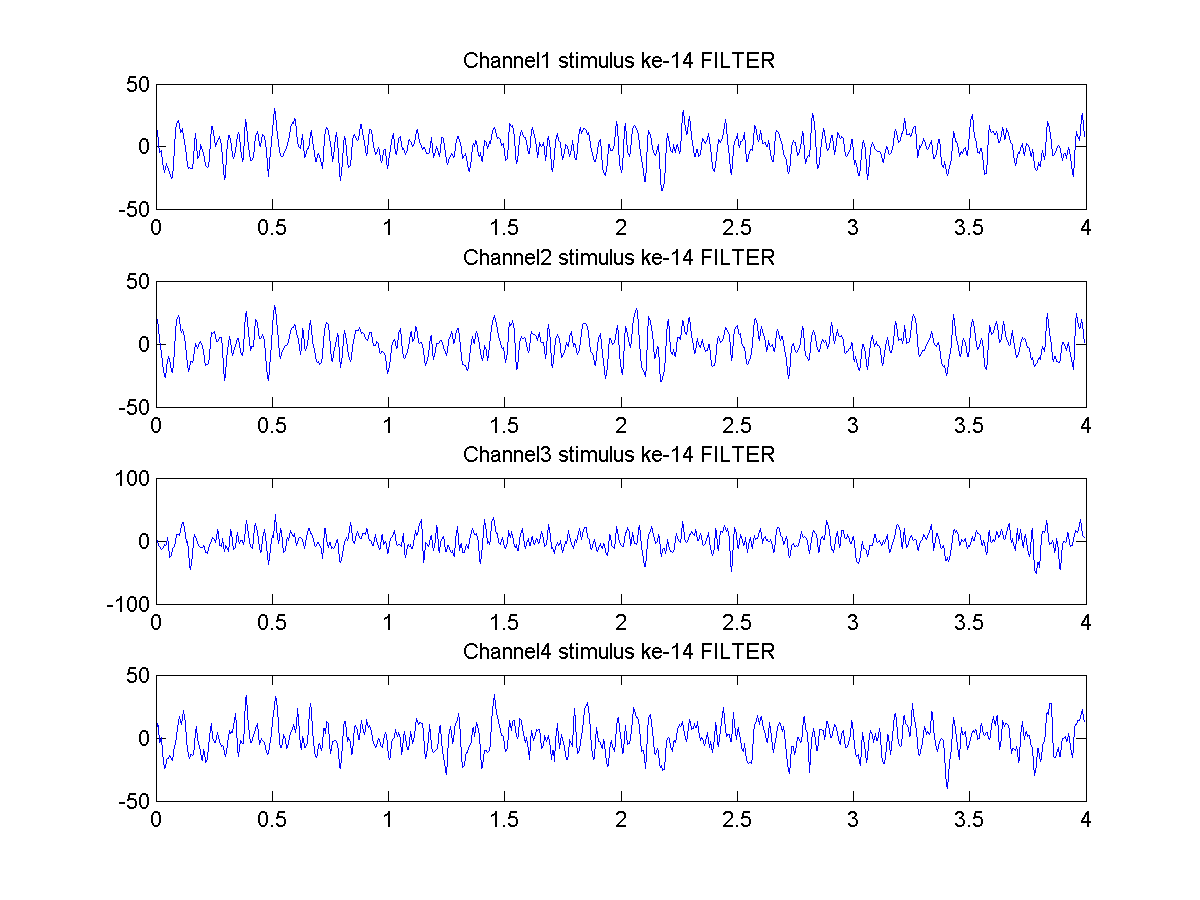 Channel1 stimulus ke-14 FILTER
50
0
-50
0 0.5 1 1.5 2 2.5 3 3.5 4
Channel2 stimulus ke-14 FILTER
50
0
-50
0 0.5 1 1.5 2 2.5 3 3.5 4
Channel3 stimulus ke-14 FILTER
100
0
-100
0 0.5 1 1.5 2 2.5 3 3.5 4
Channel4 stimulus ke-14 FILTER
50
0
-50
0 0.5 1 1.5 2 2.5 3 3.5 4